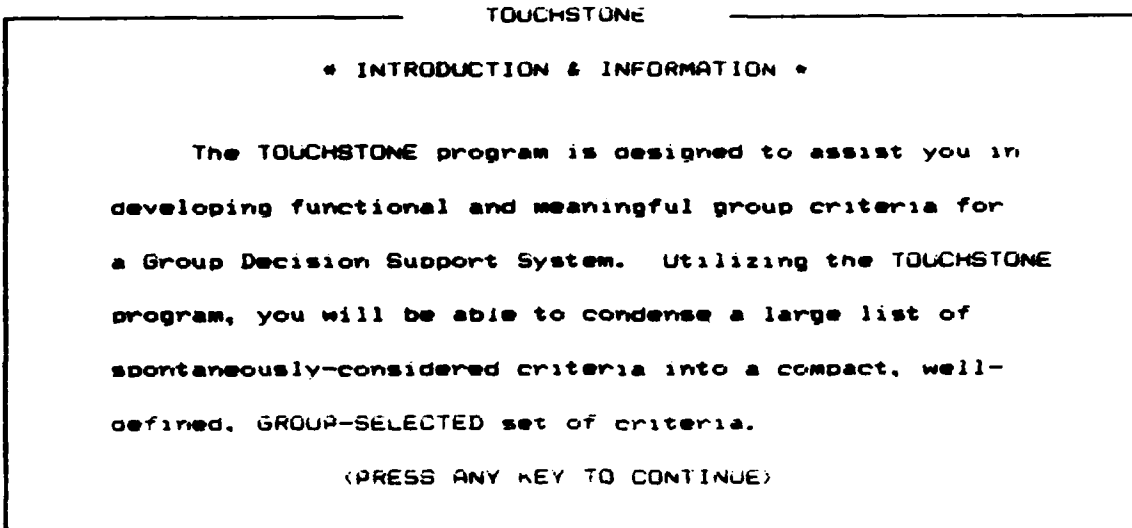 TOUCHSTONE
* INTRODUCTION & INFORMATION *
The TOUCHSTONE program is designed to assist you in
developing functional and meaningful group criteria for
a Group Decision Support System. Utilizing the TOUCHSTONE
program, you will be able to condense a large list of
spontaneously-considered criteria into a compact, well-
defined, GROUP-SELECTED set of criteria.
<PRESS ANY KEY TO CONTINUE>